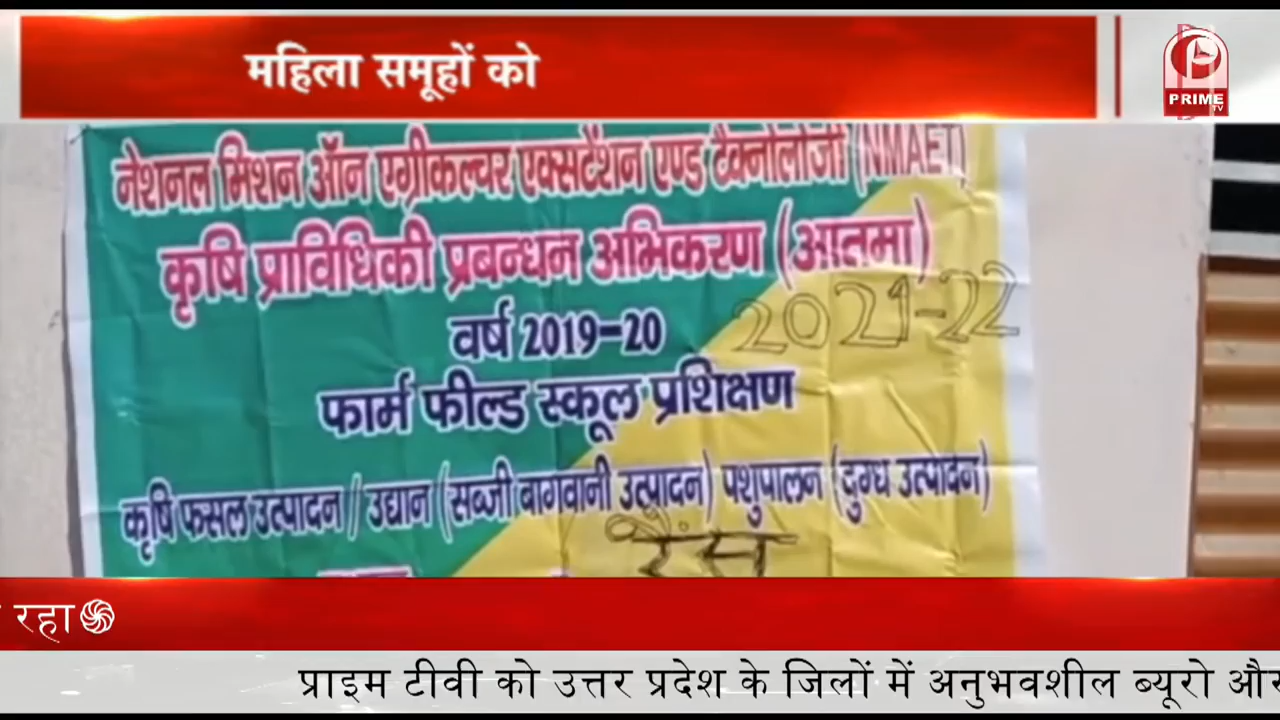 महिला समूहों को
PRIME
TV
नेशनल मिशन ऑन एग्रीकल्चर एक्सटेंशन एण्ड टैक्नोलोजी (NMAET)
कृषि प्राविधिकी प्रबन्धन अभिकरण (आतमा)
वर्ष 2019-20 2021-22
फार्म फील्ड स्कूल प्रशिक्षण
कृषि फसल उत्पादन / उद्यान (सब्जी बागवानी उत्पादन) पशुपालन (दुग्ध उत्पादन)
रहा
प्राइम टीवी को उत्तर प्रदेश के जिलों में अनुभवशील ब्यूरो और